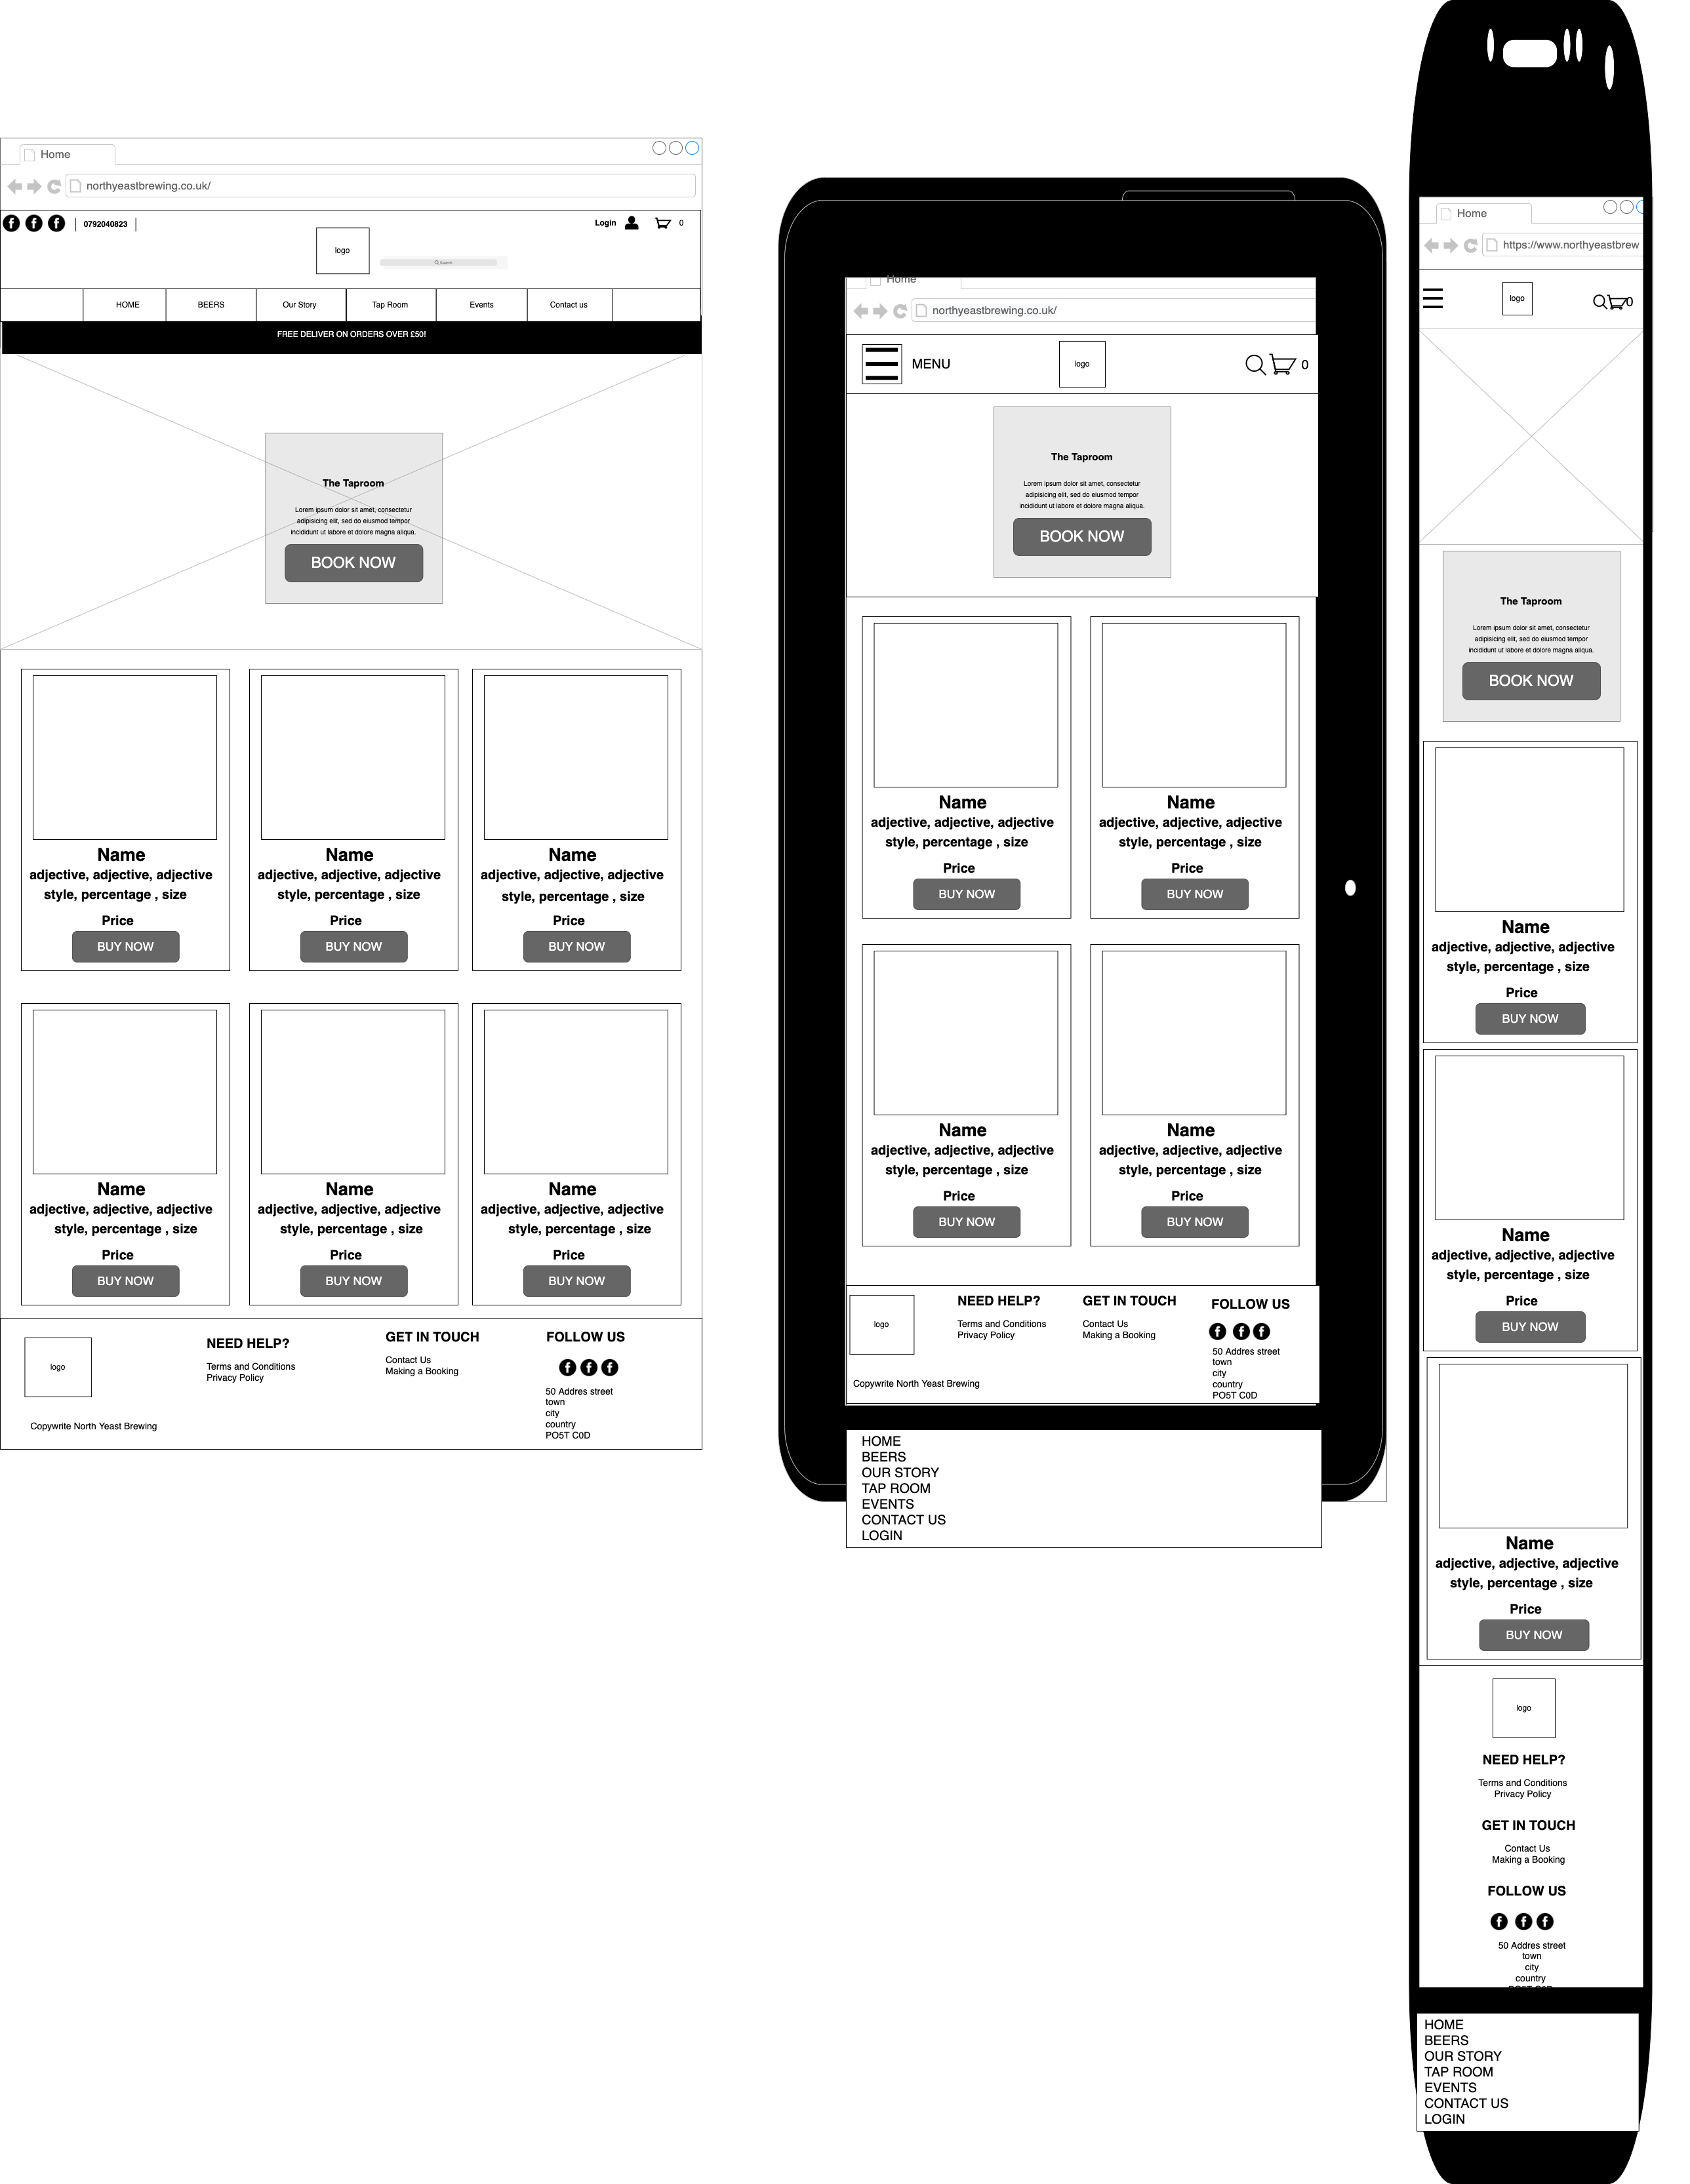 Home
northyeastbrewing.co.uk/
0792040823
Login
0
logo
Search
HOME
BEERS
Our Story
Tap Room
Events
Contact us
FREE DELIVER ON ORDERS OVER £50!
The Taproom
Lorem ipsum dolor sit amet, consectetur
adipisicing elit, sed do eiusmod tempor
incididunt ut labore et dolore magna aliqua.
BOOK NOW
Name
adjective, adjective, adjective
style, percentage , size
Price
BUY NOW
Name
adjective, adjective, adjective
style, percentage , size
Price
BUY NOW
Name
adjective, adjective, adjective
style, percentage , size
Price
BUY NOW
Name
adjective, adjective, adjective
style, percentage , size
Price
BUY NOW
Name
adjective, adjective, adjective
style, percentage , size
Price
BUY NOW
Name
adjective, adjective, adjective
style, percentage , size
Price
BUY NOW
logo
Copywrite North Yeast Brewing
NEED HELP?
Terms and Conditions
Privacy Policy
GET IN TOUCH
Contact Us
Making a Booking
FOLLOW US
50 Addres street
town
city
country
PO5T C0D
Home
northyeastbrewing.co.uk/
MENU
logo
0
The Taproom
Lorem ipsum dolor sit amet, consectetur
adipisicing elit, sed do eiusmod tempor
incididunt ut labore et dolore magna aliqua.
BOOK NOW
Name
adjective, adjective, adjective
style, percentage , size
Price
BUY NOW
Name
adjective, adjective, adjective
style, percentage , size
Price
BUY NOW
Name
adjective, adjective, adjective
style, percentage , size
Price
BUY NOW
Name
adjective, adjective, adjective
style, percentage , size
Price
BUY NOW
logo
Copywrite North Yeast Brewing
NEED HELP?
Terms and Conditions
Privacy Policy
GET IN TOUCH
Contact Us
Making a Booking
FOLLOW US
50 Addres street
town
city
country
PO5T C0D
HOME
BEERS
OUR STORY
TAP ROOM
EVENTS
CONTACT US
LOGIN
Home
https://www.northyeastbrew
logo
0
The Taproom
Lorem ipsum dolor sit amet, consectetur
adipisicing elit, sed do eiusmod tempor
incididunt ut labore et dolore magna aliqua.
BOOK NOW
Name
adjective, adjective, adjective
style, percentage , size
Price
BUY NOW
Name
adjective, adjective, adjective
style, percentage , size
Price
BUY NOW
Name
adjective, adjective, adjective
style, percentage , size
Price
BUY NOW
logo
NEED HELP?
Terms and Conditions
Privacy Policy
GET IN TOUCH
Contact Us
Making a Booking
FOLLOW US
50 Addres street
town
city
country
HOME
BEERS
OUR STORY
TAP ROOM
EVENTS
CONTACT US
LOGIN